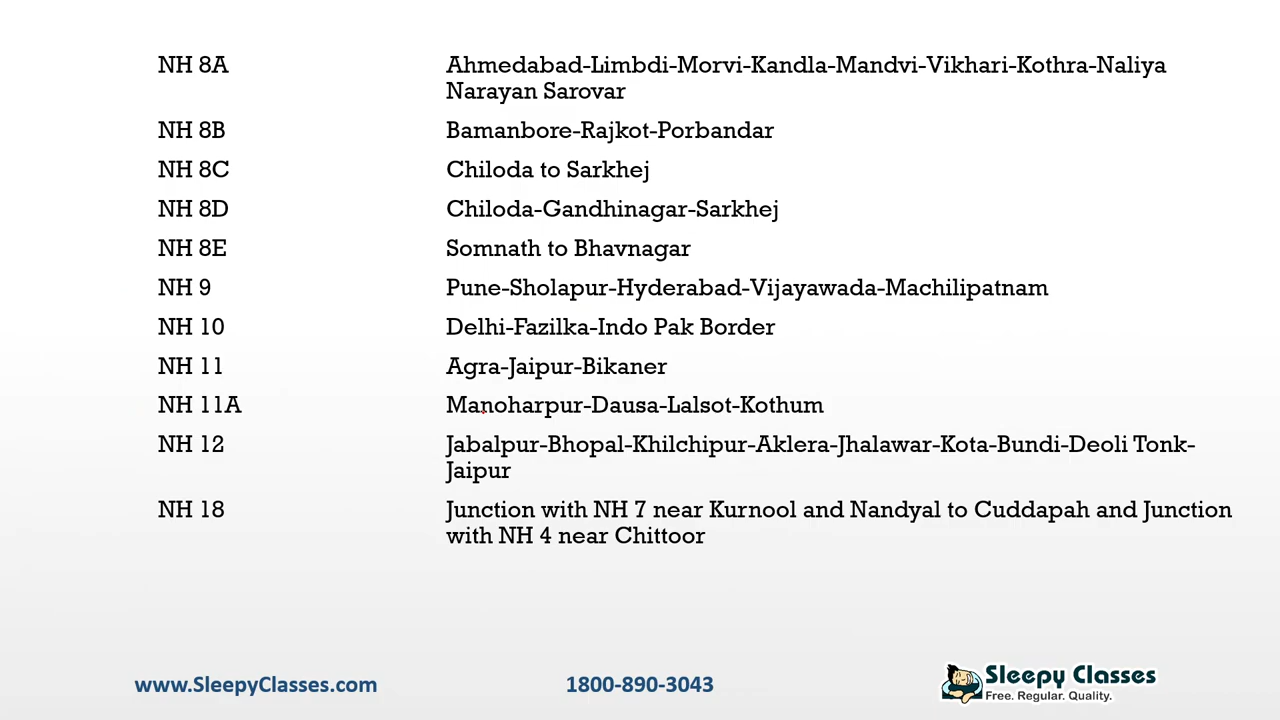 NH 8A Ahmedabad-Limbdi-Morvi-Kandla-Mandvi-Vikhari-Kothra-Naliya
Narayan Sarovar
NH 8B Bamanbore-Rajkot-Porbandar
NH 8C Chiloda to Sarkhej
NH 8D Chiloda-Gandhinagar-Sarkhej
NH 8E Somnath to Bhavnagar
NH 9 Pune-Sholapur-Hyderabad-Vijayawada-Machilipatnam
NH 10 Delhi-Fazilka-Indo Pak Border
NH 11 Agra-Jaipur-Bikaner
NH 11A Manoharpur-Dausa-Lalsot-Kothum
NH 12 Jabalpur-Bhopal-Khilchipur-Aklera-Jhalawar-Kota-Bundi-Deoli Tonk-
Jaipur
NH 18 Junction with NH 7 near Kurnool and Nandyal to Cuddapah and Junction
with NH 4 near Chittoor
www.SleepyClasses.com 1800-890-3043 Sleepy Classes
Free. Regular. Quality.